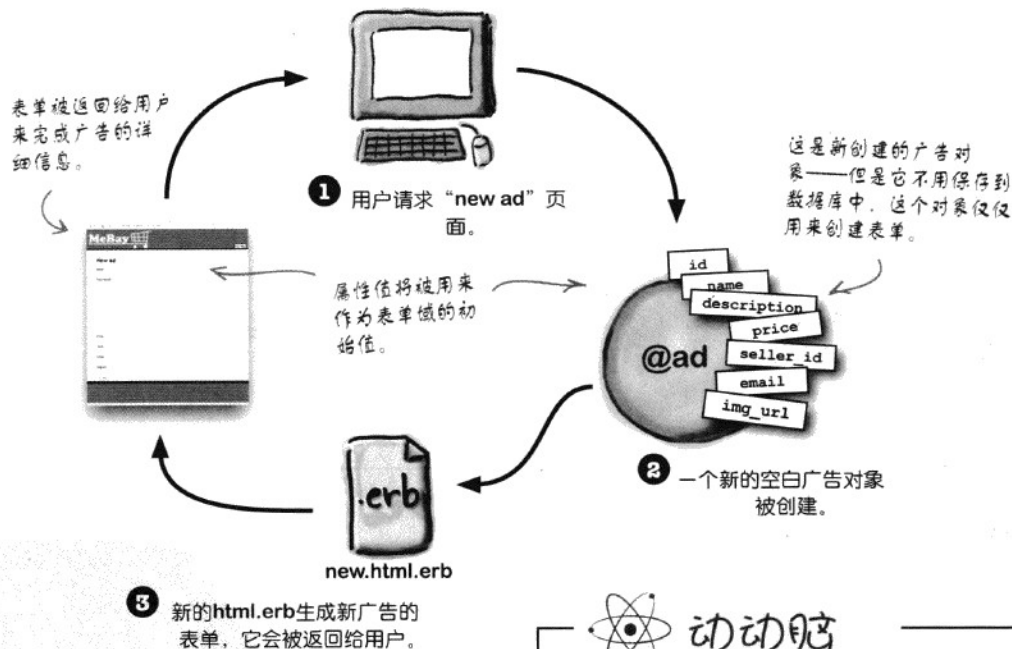 表单被返回给用户
来完成广告的详
细信息。
❶ 用户请求“new ad”页
面。
这是新创建的广告对
象——但是它不用保存到
数据库中，这个对象仅仅
用来创建表单。
MeBay
New ad
属性值将被用来
作为表单域的初
始值。
id
name
description
price
seller_id
email
img_url
@ad
❷ 一个新的空白广告对象
被创建。
.erb
new.html.erb
❸ 新的html.erb生成新广告的
表单，它会被返回给用户。
动动脑